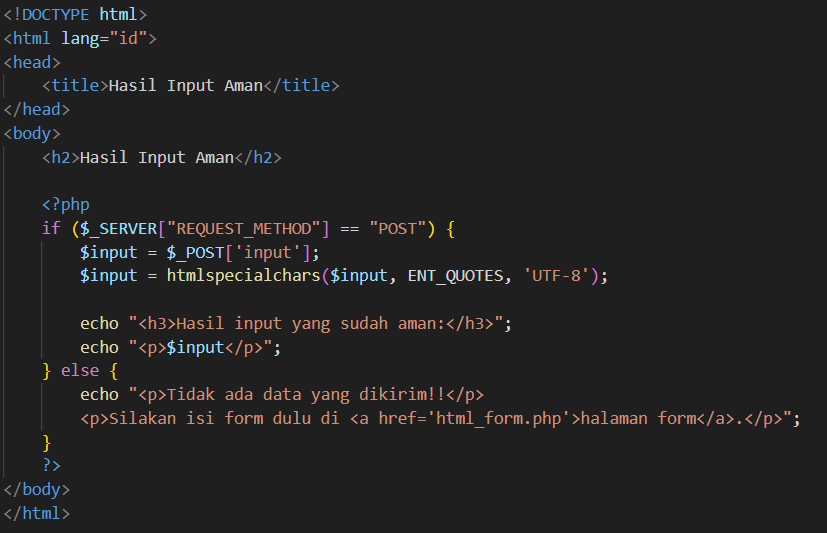 <!DOCTYPE html>
<html lang="id">
<head>
    <title>Hasil Input Aman</title>
</head>
<body>
    <h2>Hasil Input Aman</h2>

    <?php
    if ($_SERVER["REQUEST_METHOD"] == "POST") {
        $input = $_POST['input'];
        $input = htmlspecialchars($input, ENT_QUOTES, 'UTF-8');

        echo "<h3>Hasil input yang sudah aman:</h3>";
        echo "<p>$input</p>";
    } else {
        echo "<p>Tidak ada data yang dikirim!!</p>
        <p>Silakan isi form dulu di <a href='html_form.php'>halaman form</a>.</p>";
    }
    ?>
</body>
</html>